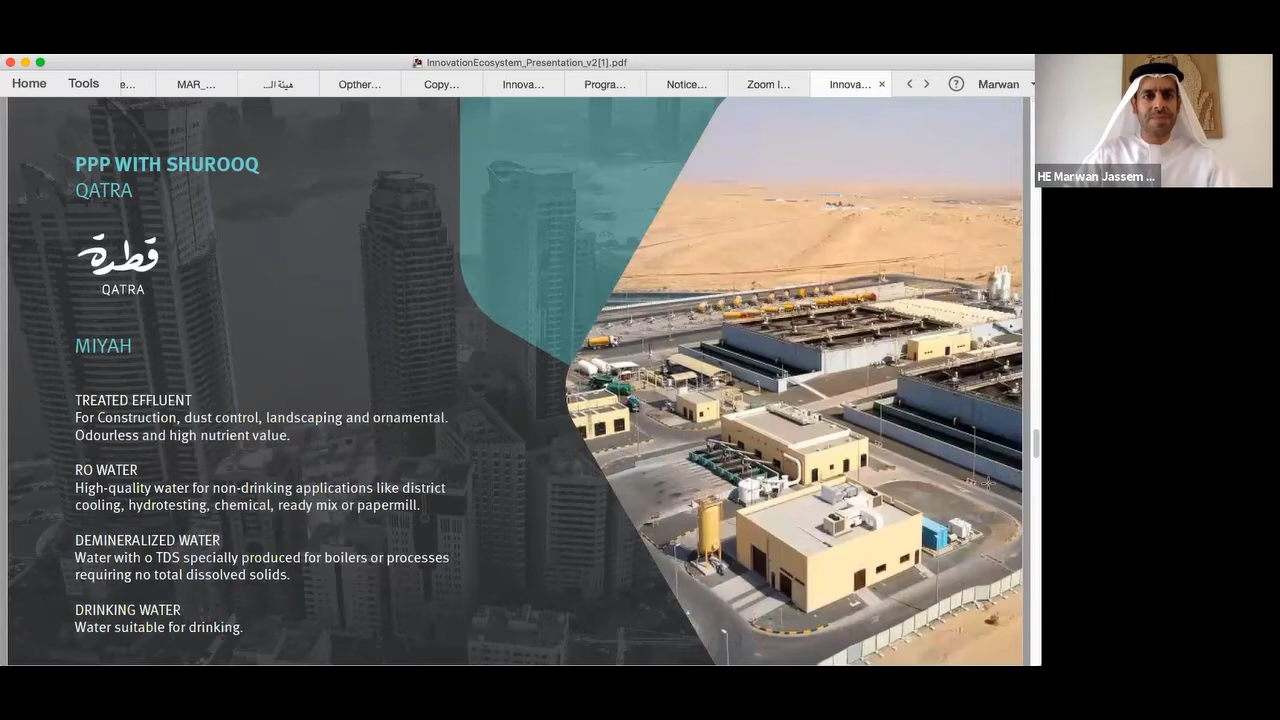 InnovationEcosystem_Presentation_v2[1].pdf
Home Tools e... MAR_... هيئة الـ... Opther... Copy... Innova... Progra... Notice... Zoom I... Innova... × ? Marwan
HE Marwan Jassem ...
PPP WITH SHUROOQ
QATRA
قطرة
QATRA
MIYAH
TREATED EFFLUENT
For Construction, dust control, landscaping and ornamental.
Odourless and high nutrient value.
RO WATER
High-quality water for non-drinking applications like district
cooling, hydrotesting, chemical, ready mix or papermill.
DEMINERALIZED WATER
Water with 0 TDS specially produced for boilers or processes
requiring no total dissolved solids.
DRINKING WATER
Water suitable for drinking.